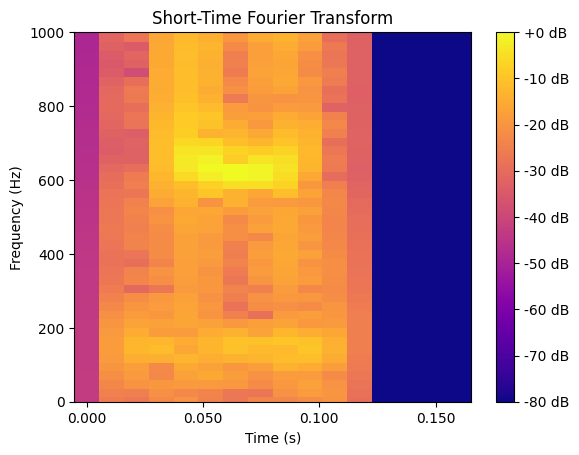 Short-Time Fourier Transform
1000
800
600
400
200
0
Frequency (Hz)
0.000
0.050
0.100
0.150
Time (s)
+0 dB
-10 dB
-20 dB
-30 dB
-40 dB
-50 dB
-60 dB
-70 dB
-80 dB